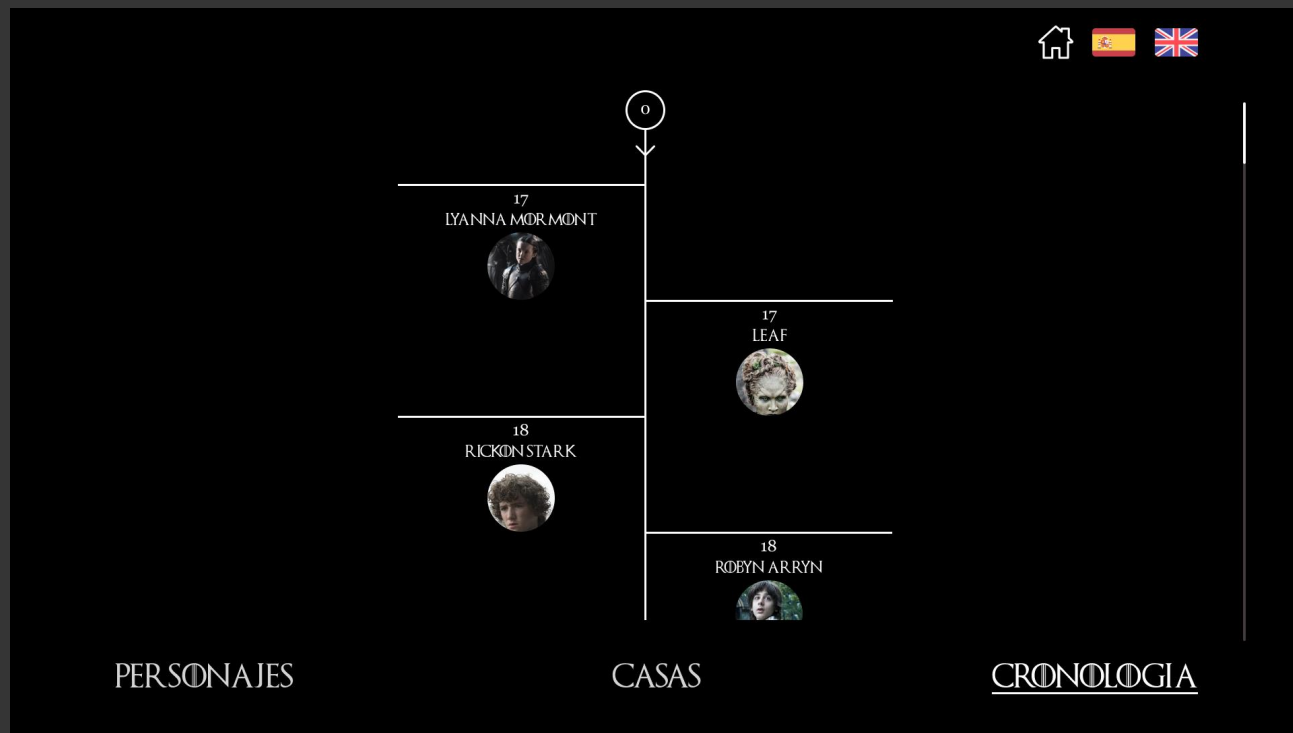 0
17
LYANNA MORMONT
17
LEAF
18
RICKON STARK
18
ROBYN ARRYN
PERSONAJES
CASAS
CRONOLOGIA